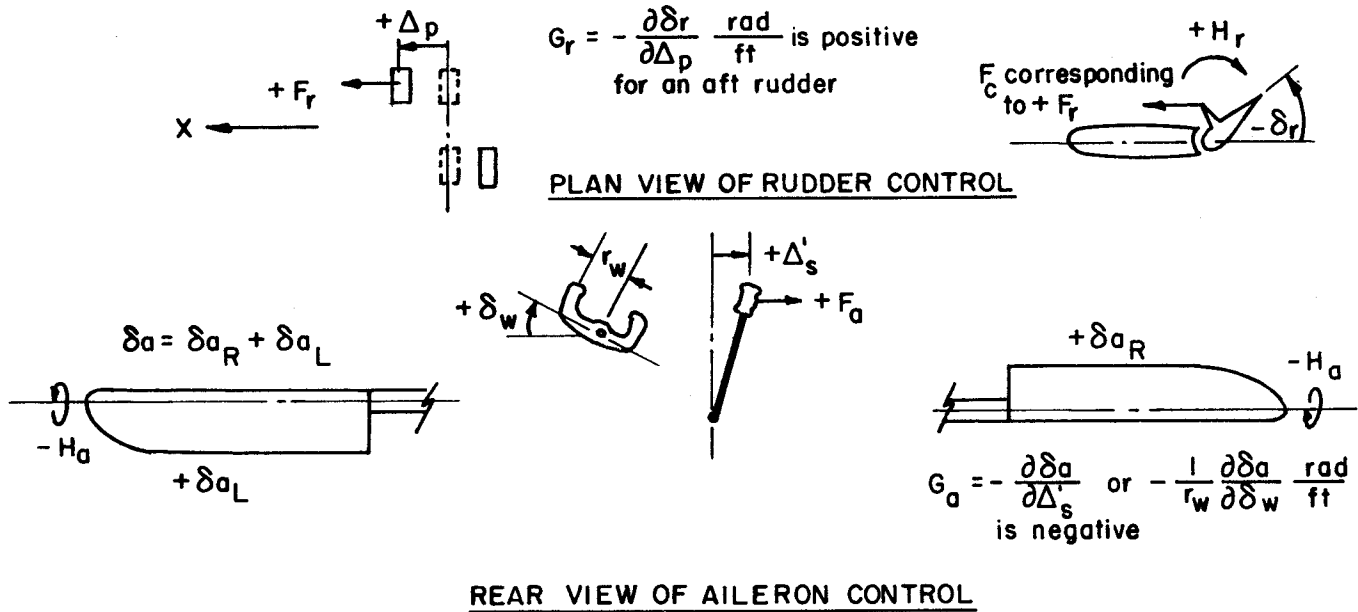 + Δp
+ Fr
X
Gr = - ∂δr/∂Δp rad/ft is positive
for an aft rudder
+ Hr
Fc corresponding
to + Fr
- δr
PLAN VIEW OF RUDDER CONTROL
rw
+ δw
+Δ's
+ Fa
δa = δaR + δaL
- Ha
+ δaL
+ δaR
-Ha
Ga = - ∂δa/∂Δ's or - 1/rw ∂δa/∂δw rad/ft
is negative
REAR VIEW OF AILERON CONTROL